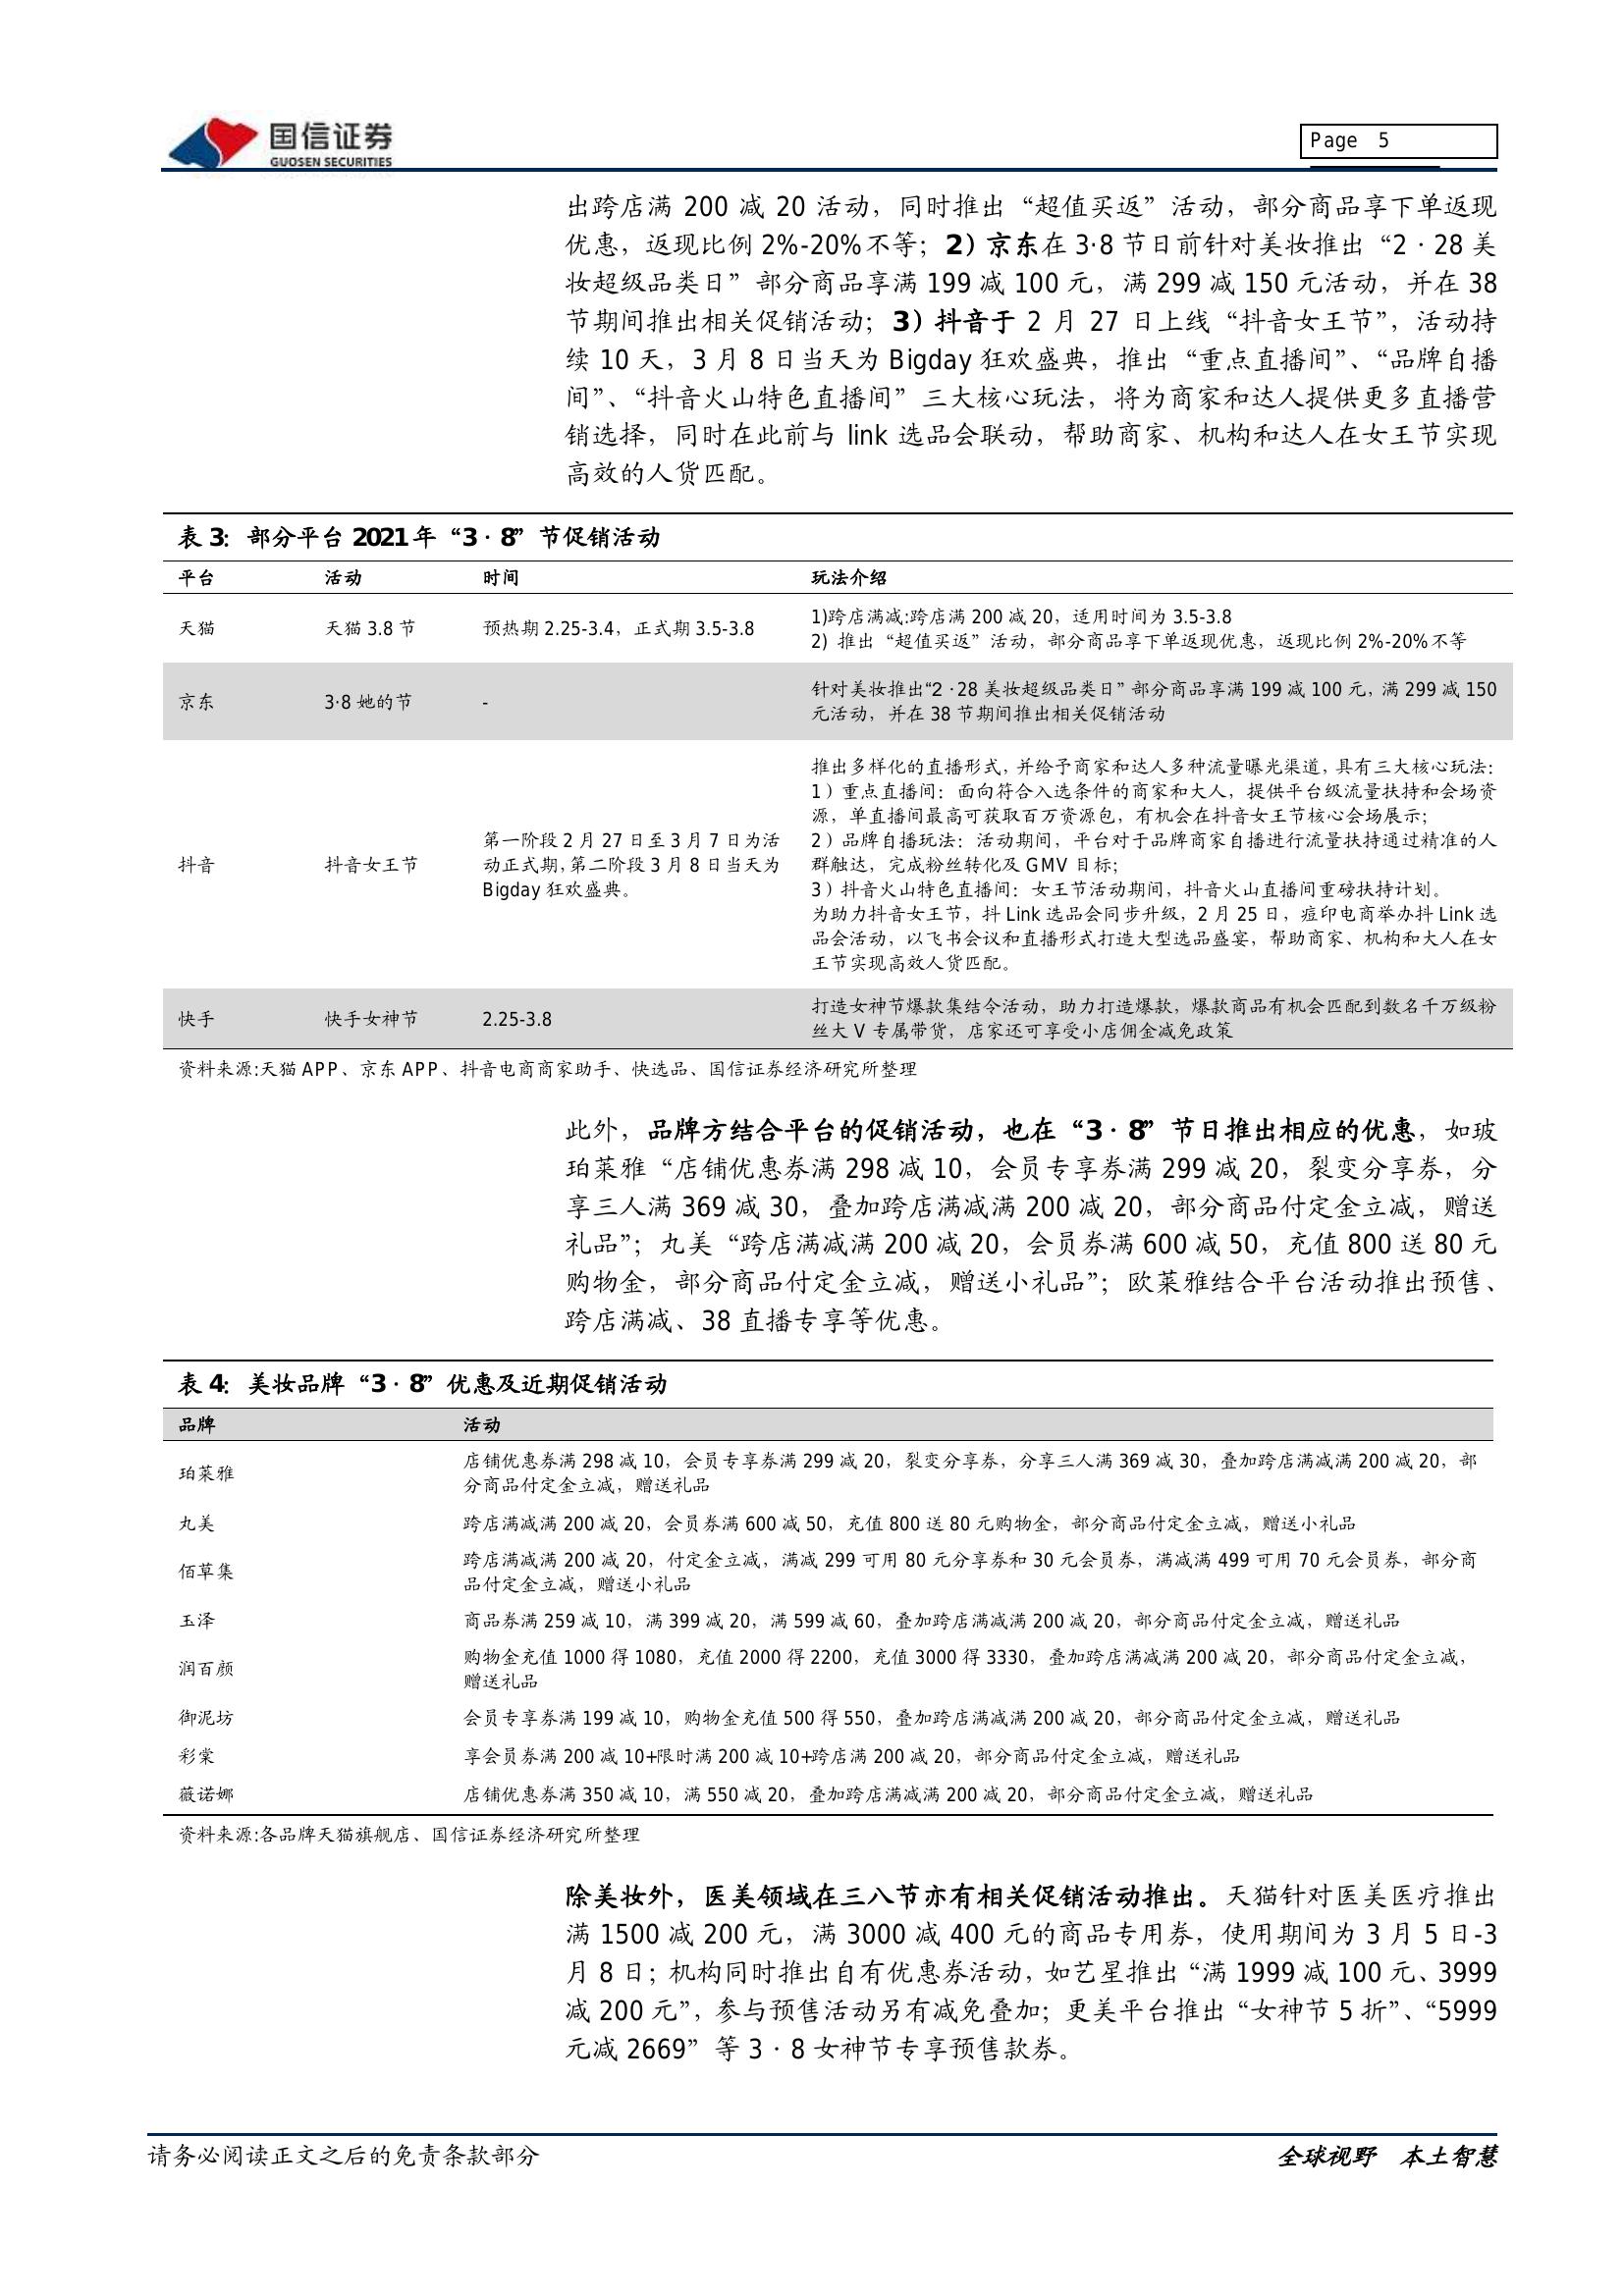 国信证券
GUOSEN SECURITIES
Page 5
出跨店满 200 减 20 活动，同时推出“超值买返”活动，部分商品享下单返现
优惠，返现比例 2%-20%不等；2）京东在 3·8 节日前针对美妆推出“2·28 美
妆超级品类日”部分商品享满 199 减 100 元，满 299 减 150 元活动，并在 38
节期间推出相关促销活动；3）抖音于 2 月 27 日上线“抖音女王节”，活动持
续 10 天，3 月 8 日当天为 Bigday 狂欢盛典，推出“重点直播间”、“品牌自播
间”、“抖音火山特色直播间”三大核心玩法，将为商家和达人提供更多直播营
销选择，同时在此前与 link 选品会联动，帮助商家、机构和达人在女王节实现
高效的人货匹配。
表 3：部分平台 2021 年“3·8”节促销活动
平台 活动 时间 玩法介绍
天猫 天猫 3.8 节 预热期 2.25-3.4，正式期 3.5-3.8
1)跨店满减:跨店满 200 减 20，适用时间为 3.5-3.8
2) 推出“超值买返”活动，部分商品享下单返现优惠，返现比例 2%-20%不等
京东 3·8 她的节 -
针对美妆推出“2·28 美妆超级品类日”部分商品享满 199 减 100 元，满 299 减 150
元活动，并在 38 节期间推出相关促销活动
抖音 抖音女王节
第一阶段 2 月 27 日至 3 月 7 日为活
动正式期，第二阶段 3 月 8 日当天为
Bigday 狂欢盛典。
推出多样化的直播形式，并给予商家和达人多种流量曝光渠道，具有三大核心玩法：
1）重点直播间：面向符合入选条件的商家和大人，提供平台级流量扶持和会场资
源，单直播间最高可获取百万资源包，有机会在抖音女王节核心会场展示；
2）品牌自播玩法：活动期间，平台对于品牌商家自播进行流量扶持通过精准的人
群触达，完成粉丝转化及 GMV 目标；
3）抖音火山特色直播间：女王节活动期间，抖音火山直播间重磅扶持计划。
为助力抖音女王节，抖 Link 选品会同步升级，2 月 25 日，痘印电商举办抖 Link 选
品会活动，以飞书会议和直播形式打造大型选品盛宴，帮助商家、机构和大人在女
王节实现高效人货匹配。
快手 快手女神节 2.25-3.8
打造女神节爆款集结令活动，助力打造爆款，爆款商品有机会匹配到数名千万级粉
丝大 V 专属带货，店家还可享受小店佣金减免政策
资料来源:天猫 APP、京东 APP、抖音电商商家助手、快选品、国信证券经济研究所整理
此外，品牌方结合平台的促销活动，也在“3·8”节日推出相应的优惠，如玻
珀莱雅“店铺优惠券满 298 减 10，会员专享券满 299 减 20，裂变分享券，分
享三人满 369 减 30，叠加跨店满减满 200 减 20，部分商品付定金立减，赠送
礼品”；丸美“跨店满减满 200 减 20，会员券满 600 减 50，充值 800 送 80 元
购物金，部分商品付定金立减，赠送小礼品”；欧莱雅结合平台活动推出预售、
跨店满减、38 直播专享等优惠。
表 4：美妆品牌“3·8”优惠及近期促销活动
品牌 活动
珀莱雅
店铺优惠券满 298 减 10，会员专享券满 299 减 20，裂变分享券，分享三人满 369 减 30，叠加跨店满减满 200 减 20，部
分商品付定金立减，赠送礼品
丸美 跨店满减满 200 减 20，会员券满 600 减 50，充值 800 送 80 元购物金，部分商品付定金立减，赠送小礼品
佰草集
跨店满减满 200 减 20，付定金立减，满减 299 可用 80 元分享券和 30 元会员券，满减满 499 可用 70 元会员券，部分商
品付定金立减，赠送小礼品
玉泽 商品券满 259 减 10，满 399 减 20，满 599 减 60，叠加跨店满减满 200 减 20，部分商品付定金立减，赠送礼品
润百颜
购物金充值 1000 得 1080，充值 2000 得 2200，充值 3000 得 3330，叠加跨店满减满 200 减 20，部分商品付定金立减，
赠送礼品
御泥坊 会员专享券满 199 减 10，购物金充值 500 得 550，叠加跨店满减满 200 减 20，部分商品付定金立减，赠送礼品
彩棠 享会员券满 200 减 10+限时满 200 减 10+跨店满 200 减 20，部分商品付定金立减，赠送礼品
薇诺娜 店铺优惠券满 350 减 10，满 550 减 20，叠加跨店满减满 200 减 20，部分商品付定金立减，赠送礼品
资料来源:各品牌天猫旗舰店、国信证券经济研究所整理
除美妆外，医美领域在三八节亦有相关促销活动推出。天猫针对医美医疗推出
满 1500 减 200 元，满 3000 减 400 元的商品专用券，使用期间为 3 月 5 日-3
月 8 日；机构同时推出自有优惠券活动，如艺星推出“满 1999 减 100 元、3999
减 200 元”，参与预售活动另有减免叠加；更美平台推出“女神节 5 折”、“5999
元减 2669”等 3·8 女神节专享预售款券。
请务必阅读正文之后的免责条款部分
全球视野 本土智慧